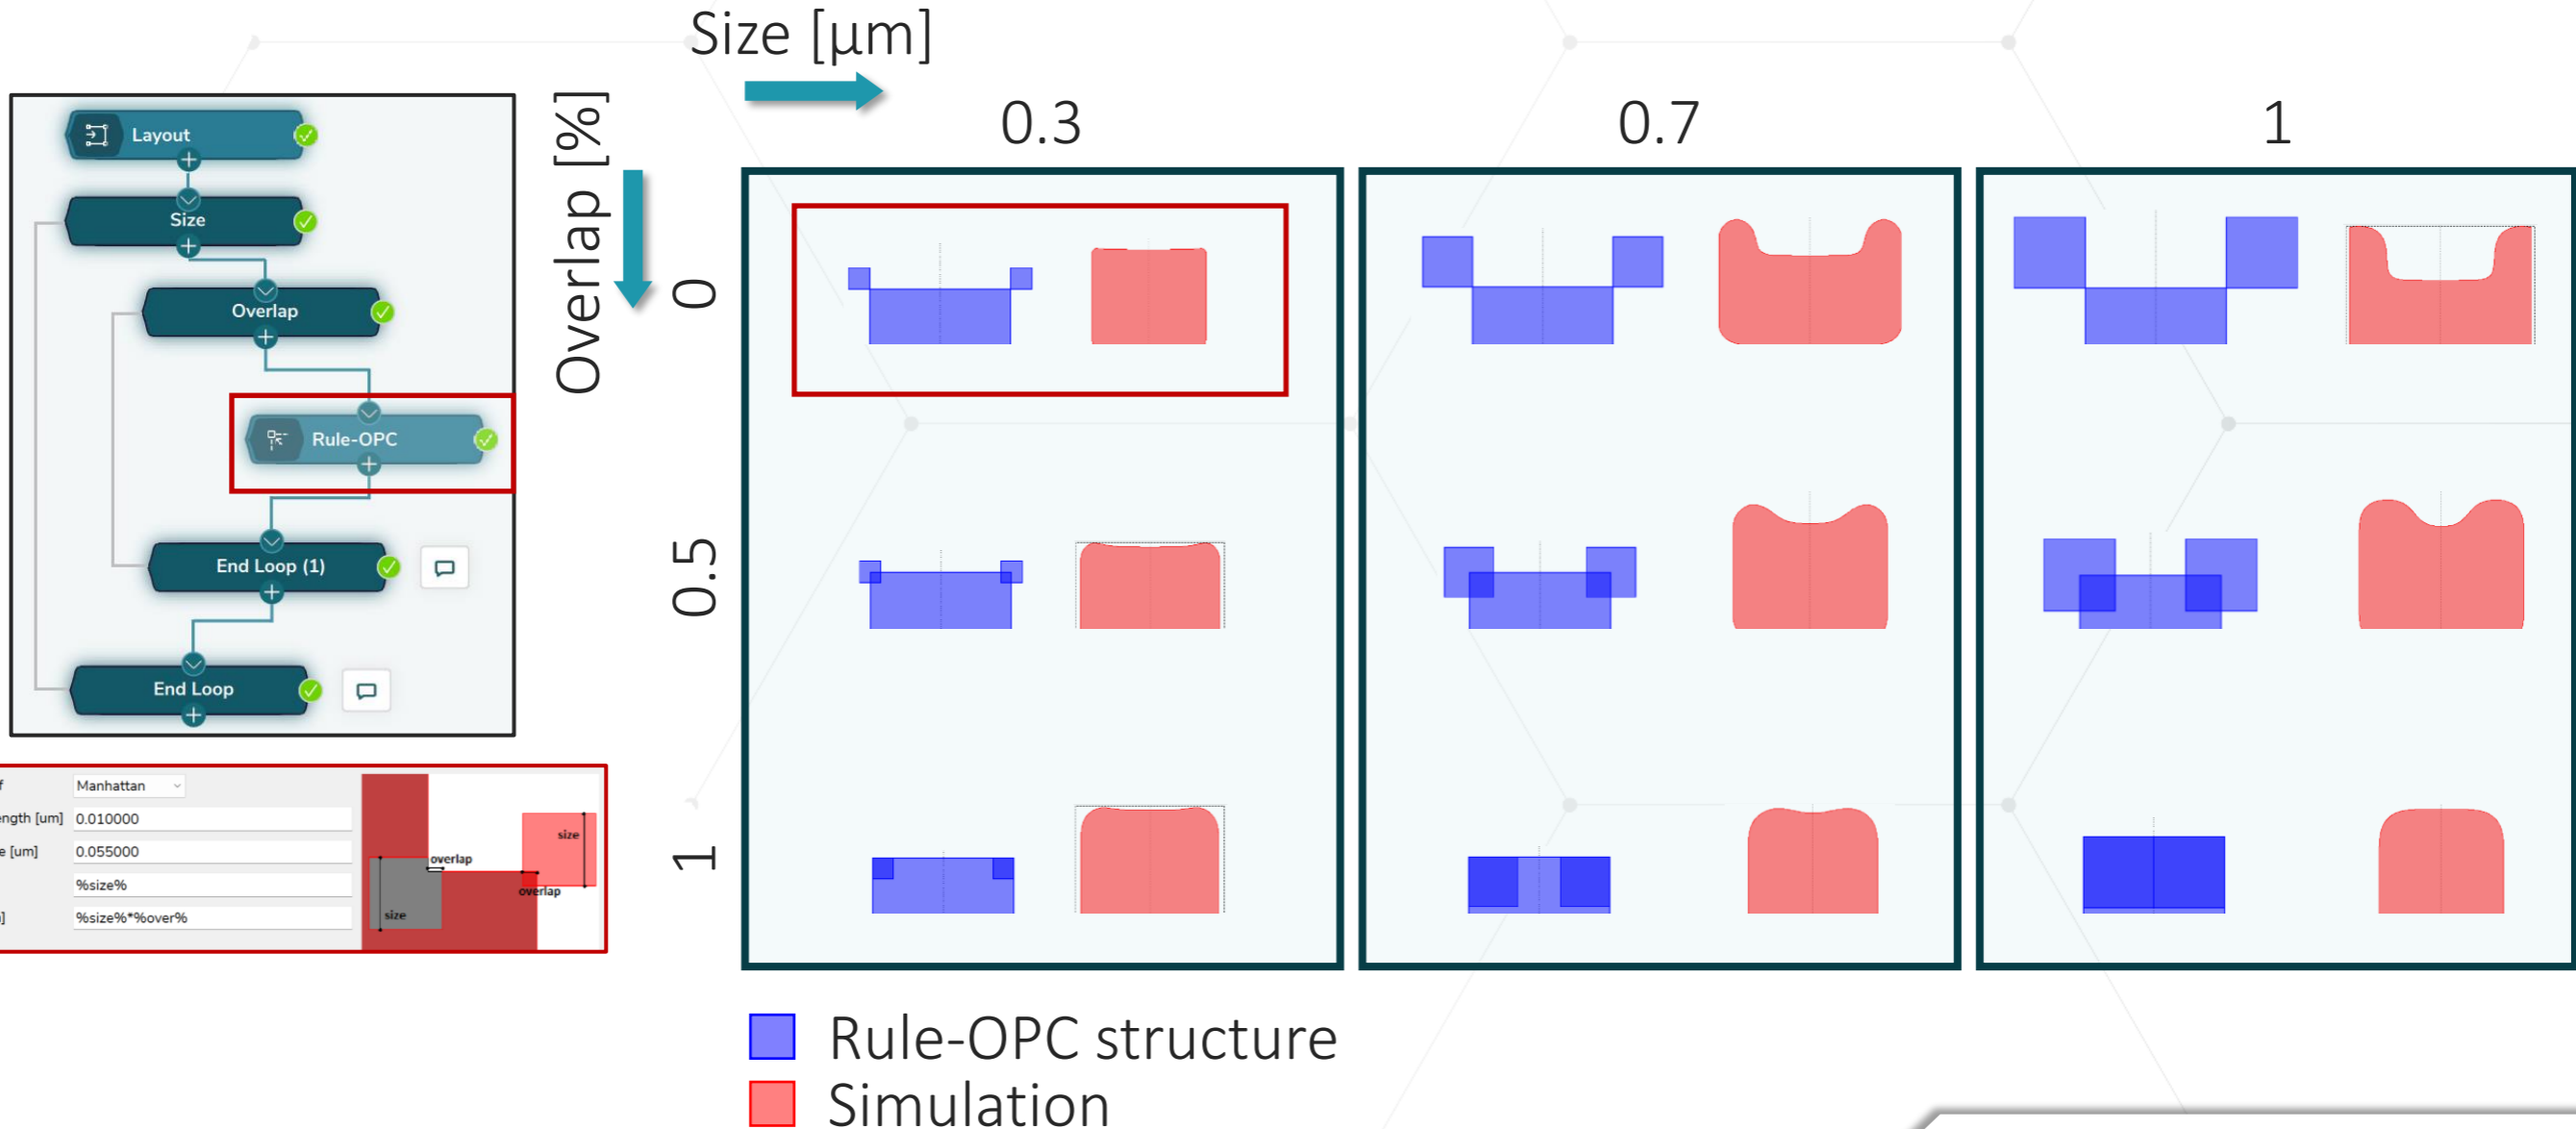 Size [µm]
Overlap [%]
0.3
0.7
1
0
0.5
1
Layout
Size
Overlap
Rule-OPC
End Loop (1)
End Loop
Manhattan
[um]
0.010000
[um]
0.055000
%size%
%size%*%over%
overlap
size
size
overlap
Rule-OPC structure
Simulation